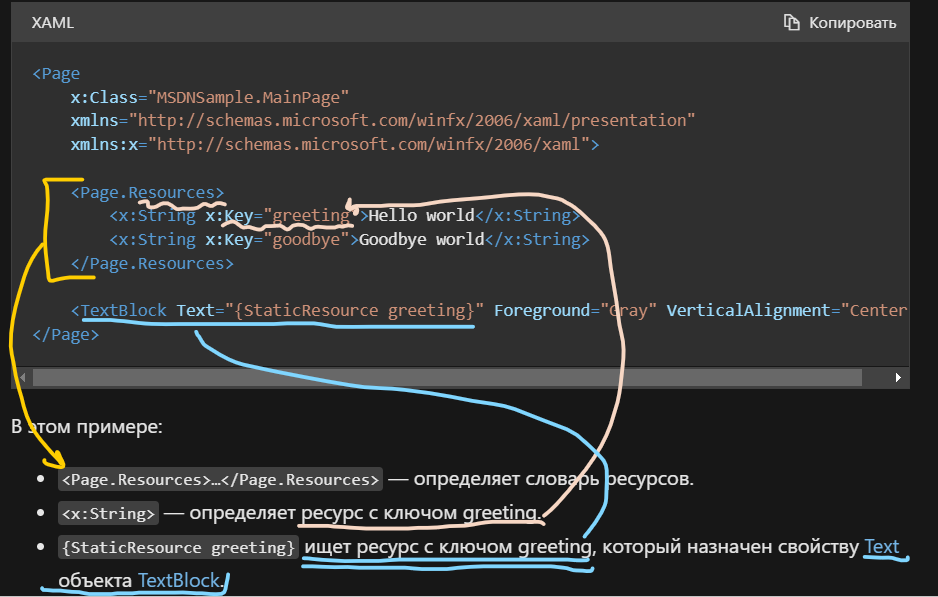 XAML Копировать
<Page
x:Class="MSDNSample.MainPage"
xmlns="http://schemas.microsoft.com/winfx/2006/xaml/presentation"
xmlns:x="http://schemas.microsoft.com/winfx/2006/xaml">
<Page.Resources>
<x:String x:Key="greeting">Hello world</x:String>
<x:String x:Key="goodbye">Goodbye world</x:String>
</Page.Resources>
<TextBlock Text="{StaticResource greeting}" Foreground="Gray" VerticalAlignment="Center
</Page>
В этом примере:
• <Page.Resources>…</Page.Resources> — определяет словарь ресурсов.
• <x:String> — определяет ресурс с ключом greeting.
• {StaticResource greeting} ищет ресурс с ключом greeting, который назначен свойству Text
объекта TextBlock.